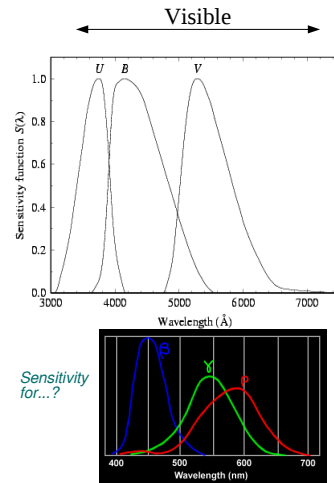 Visible
U B V
Sensitivity function S(λ)
1.0
0.8
0.6
0.4
0.2
0.0
3000 4000 5000 6000 7000
Wavelength (Å)
Sensitivity
for...?
β γ ρ
400 500 600 700
Wavelength (nm)